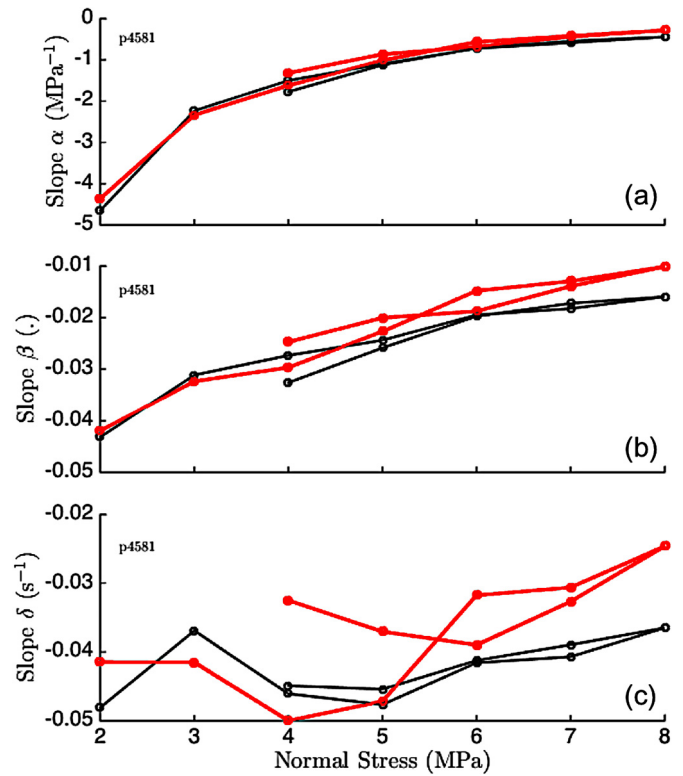 0
-1
-2
-3
-4
-5
Slope α (MPa⁻¹)
p4581
(a)
-0.01
-0.02
-0.03
-0.04
-0.05
Slope β (.)
p4581
(b)
-0.02
-0.03
-0.04
-0.05
Slope δ (s⁻¹)
p4581
(c)
2 3 4 5 6 7 8
Normal Stress (MPa)